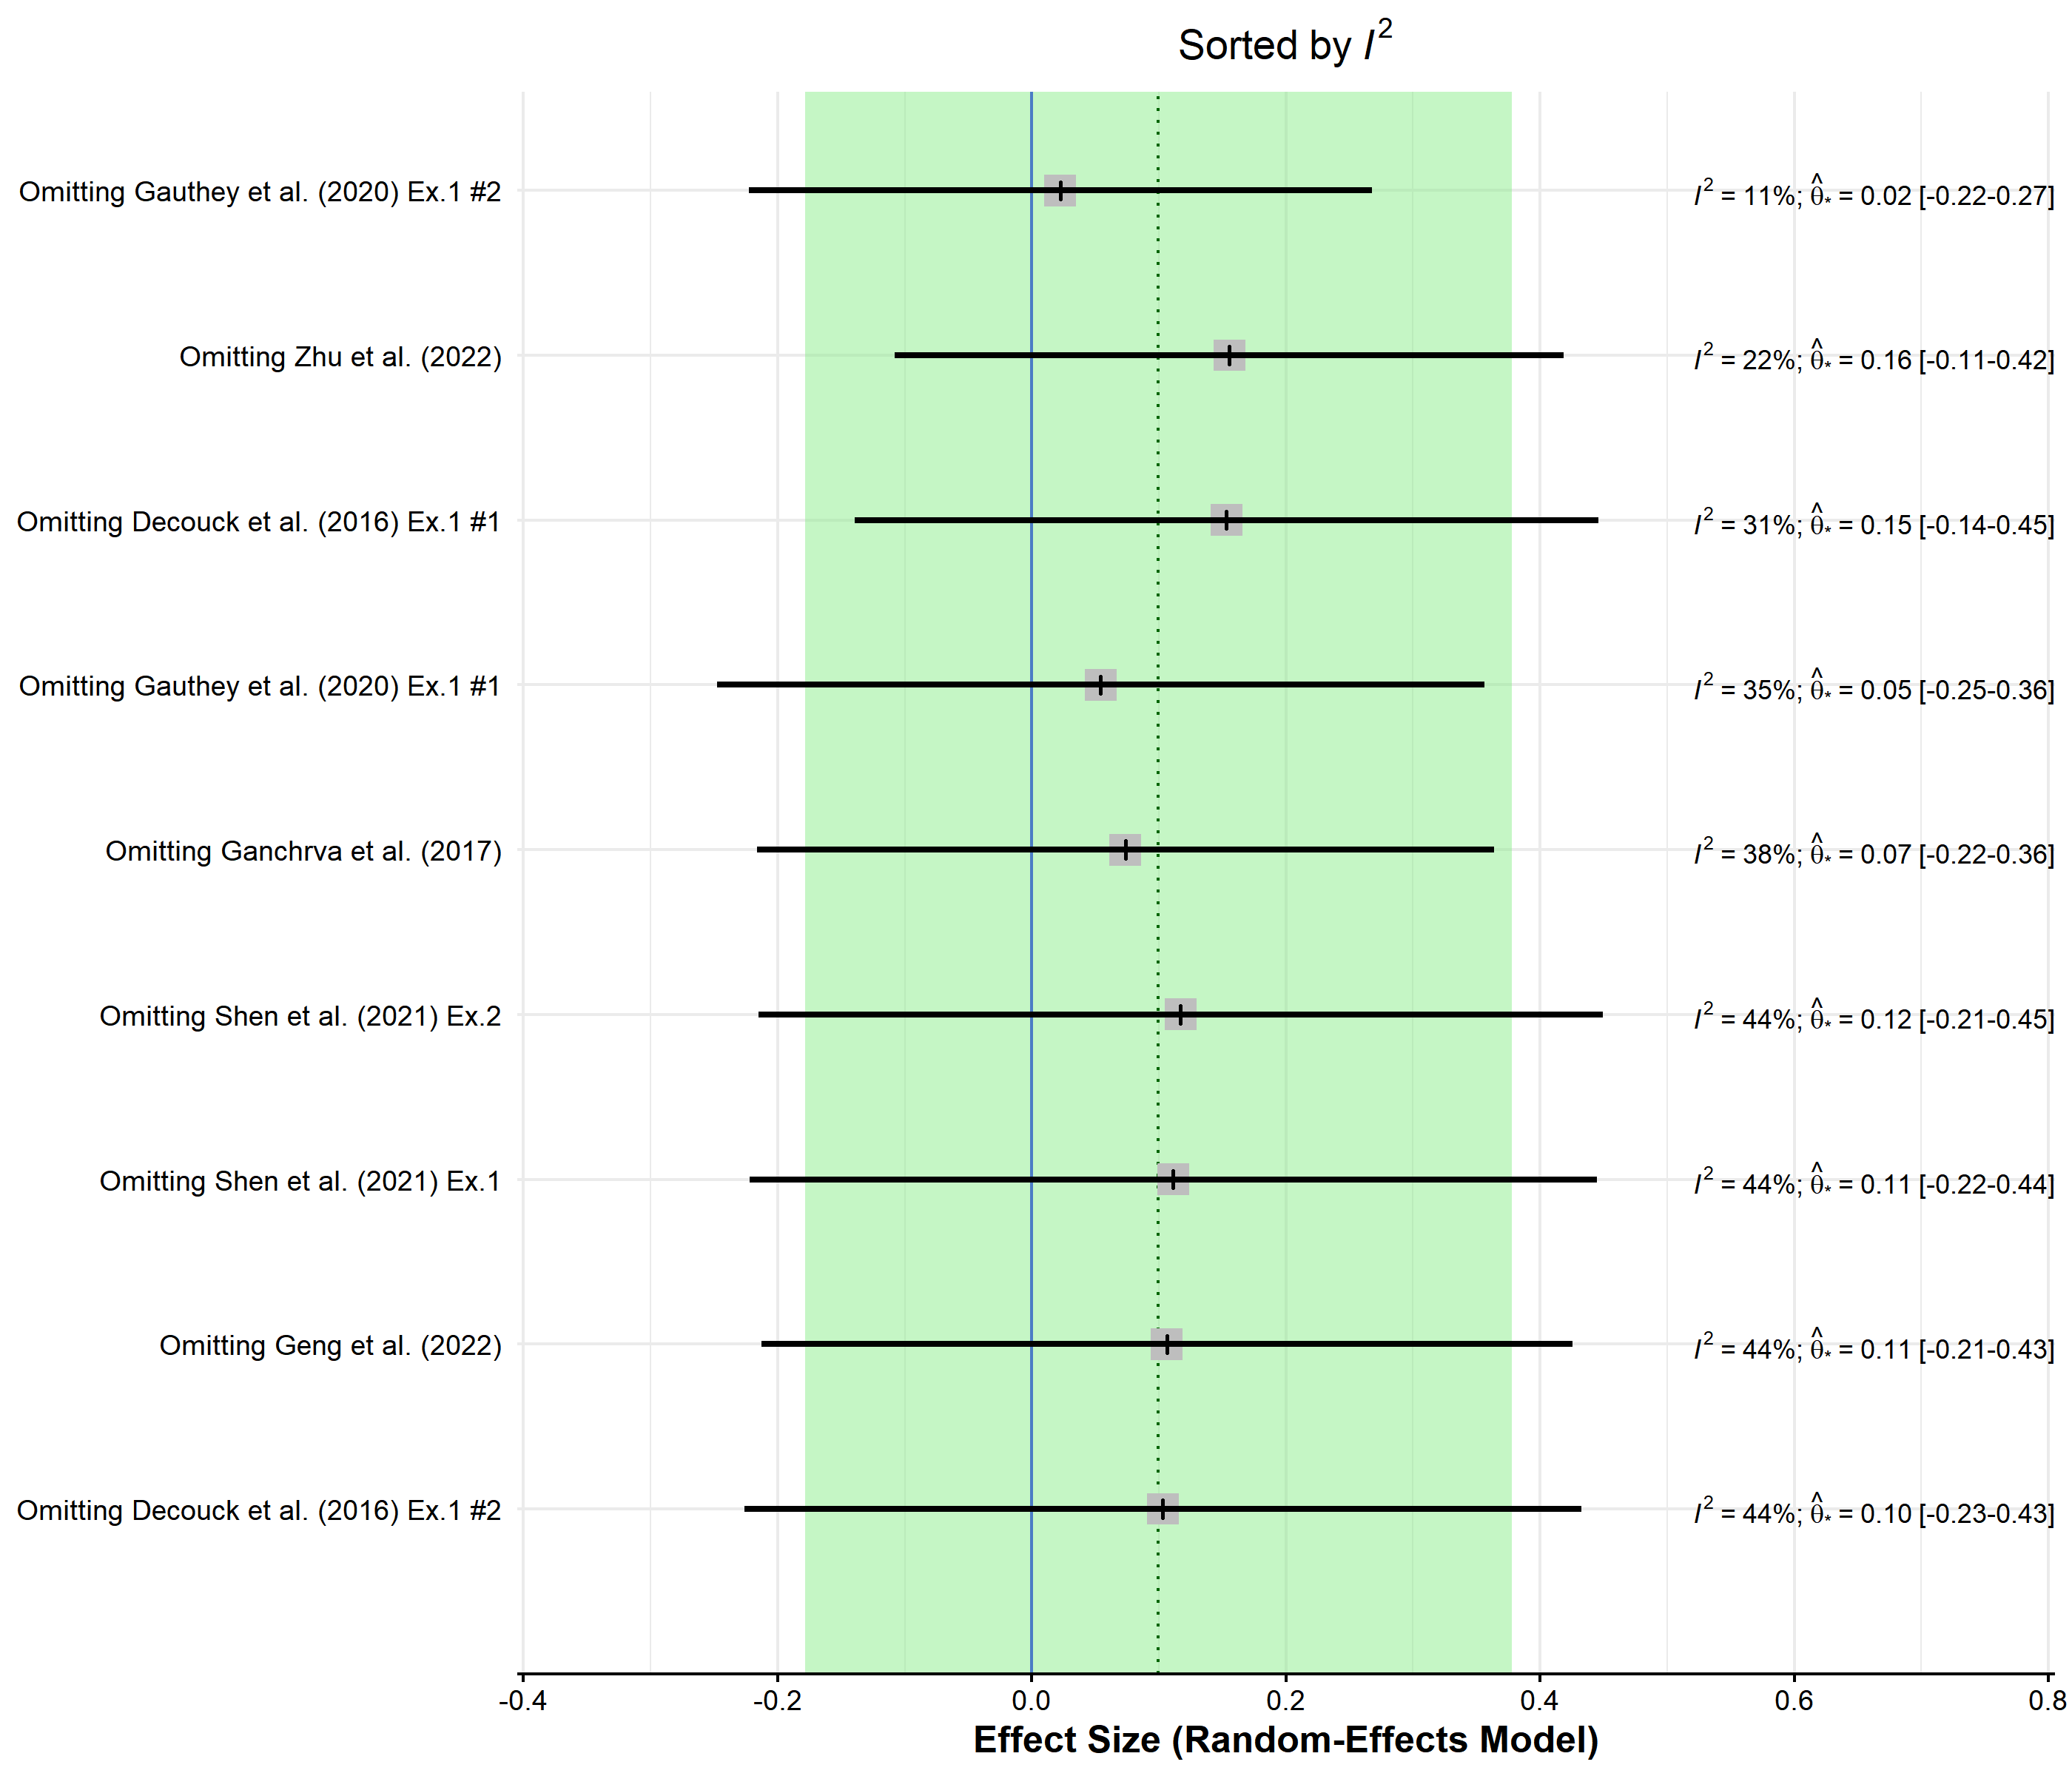 Sorted by I²
Omitting Gauthey et al. (2020) Ex.1 #2 I² = 11%; θ̂* = 0.02 [-0.22-0.27]
Omitting Zhu et al. (2022) I² = 22%; θ̂* = 0.16 [-0.11-0.42]
Omitting Decouck et al. (2016) Ex.1 #1 I² = 31%; θ̂* = 0.15 [-0.14-0.45]
Omitting Gauthey et al. (2020) Ex.1 #1 I² = 35%; θ̂* = 0.05 [-0.25-0.36]
Omitting Ganchrva et al. (2017) I² = 38%; θ̂* = 0.07 [-0.22-0.36]
Omitting Shen et al. (2021) Ex.2 I² = 44%; θ̂* = 0.12 [-0.21-0.45]
Omitting Shen et al. (2021) Ex.1 I² = 44%; θ̂* = 0.11 [-0.22-0.44]
Omitting Geng et al. (2022) I² = 44%; θ̂* = 0.11 [-0.21-0.43]
Omitting Decouck et al. (2016) Ex.1 #2 I² = 44%; θ̂* = 0.10 [-0.23-0.43]
-0.4 -0.2 0.0 0.2 0.4 0.6 0.8
Effect Size (Random-Effects Model)